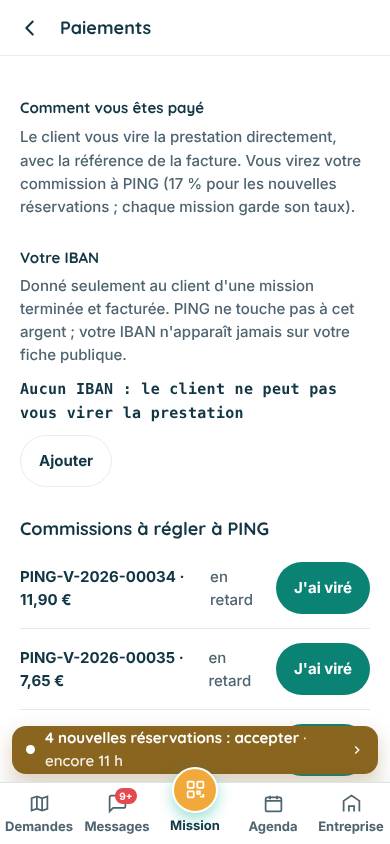 Paiements
Comment vous êtes payé
Le client vous vire la prestation directement,
avec la référence de la facture. Vous virez votre
commission à PING (17 % pour les nouvelles
réservations ; chaque mission garde son taux).
Votre IBAN
Donné seulement au client d'une mission
terminée et facturée. PING ne touche pas à cet
argent ; votre IBAN n'apparaît jamais sur votre
fiche publique.
Aucun IBAN : le client ne peut pas
vous virer la prestation
Ajouter
Commissions à régler à PING
PING-V-2026-00034 ·
11,90 €
en
retard
J'ai viré
PING-V-2026-00035 ·
7,65 €
en
retard
J'ai viré
4 nouvelles réservations : accepter ·
encore 11 h
9+
Demandes
Messages
Mission
Agenda
Entreprise